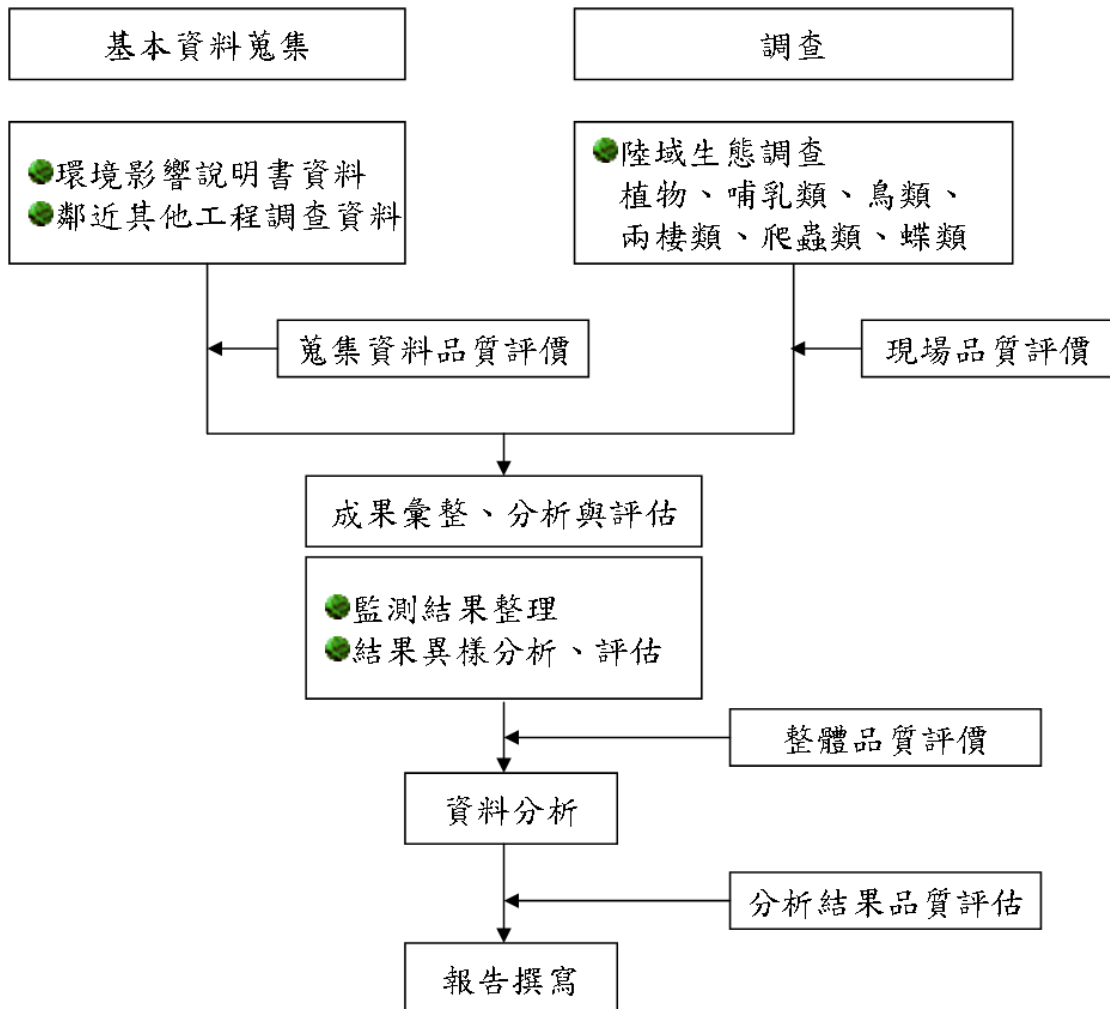 基本資料蒐集
調查
環境影響說明書資料
鄰近其他工程調查資料
陸域生態調查
植物、哺乳類、鳥類、
兩棲類、爬蟲類、蝶類
蒐集資料品質評價
現場品質評價
成果彙整、分析與評估
監測結果整理
結果異樣分析、評估
整體品質評價
資料分析
分析結果品質評估
報告撰寫